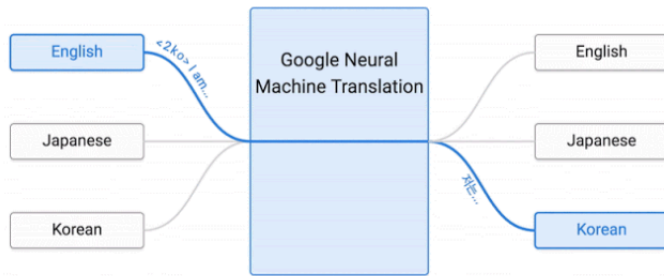 English
Japanese
Korean
<2ko> I am...
Google Neural
Machine Translation
저는...
English
Japanese
Korean